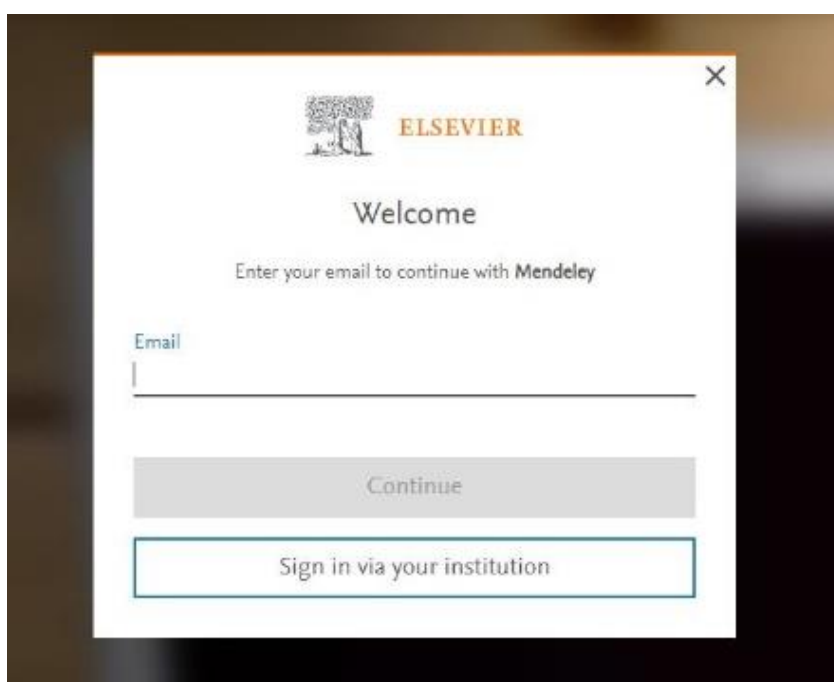 ELSEVIER
Welcome
Enter your email to continue with Mendeley
Email
Continue
Sign in via your institution